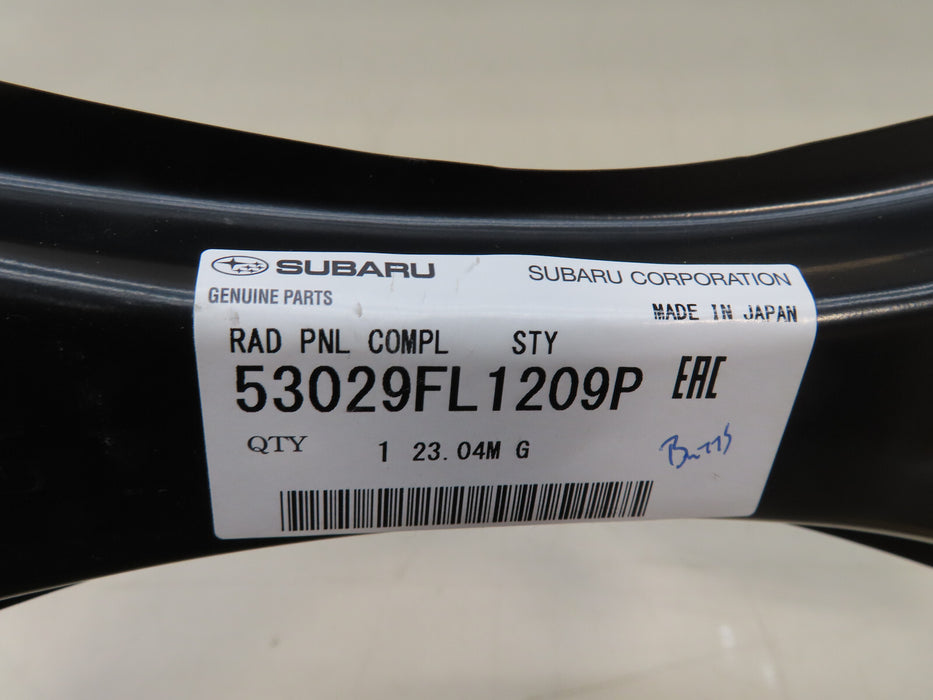 SUBARU SUBARU CORPORATION
GENUINE PARTS
MADE IN JAPAN
RAD PNL COMPL STY
53029FL1209P EAC
QTY 1 23.04M G